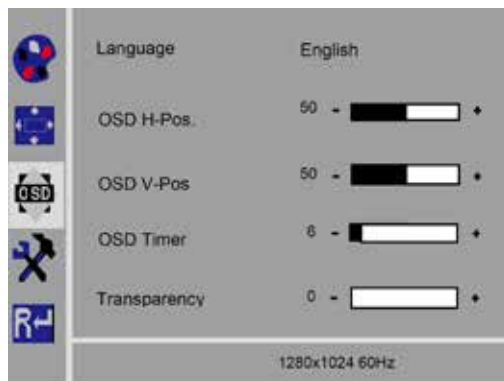 Language English
OSD H-Pos. 50 - +
OSD V-Pos 50 - +
OSD
OSD Timer 6 - +
Transparency 0 - +
R
1280x1024 60Hz